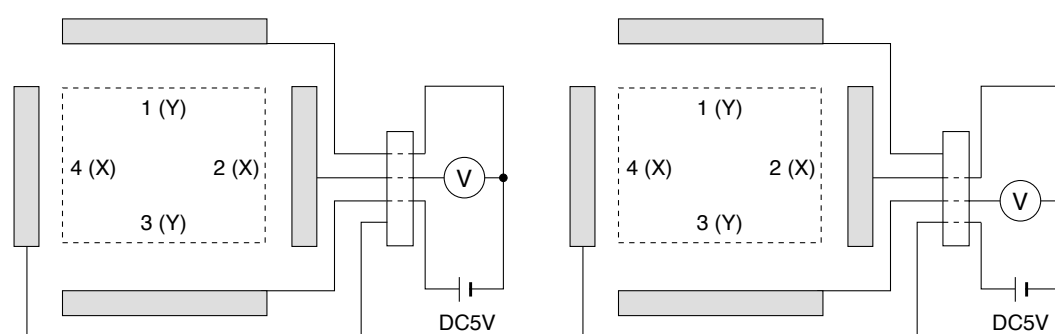 1 (Y)
4 (X)
2 (X)
3 (Y)
V
DC5V
1 (Y)
4 (X)
2 (X)
3 (Y)
V
DC5V